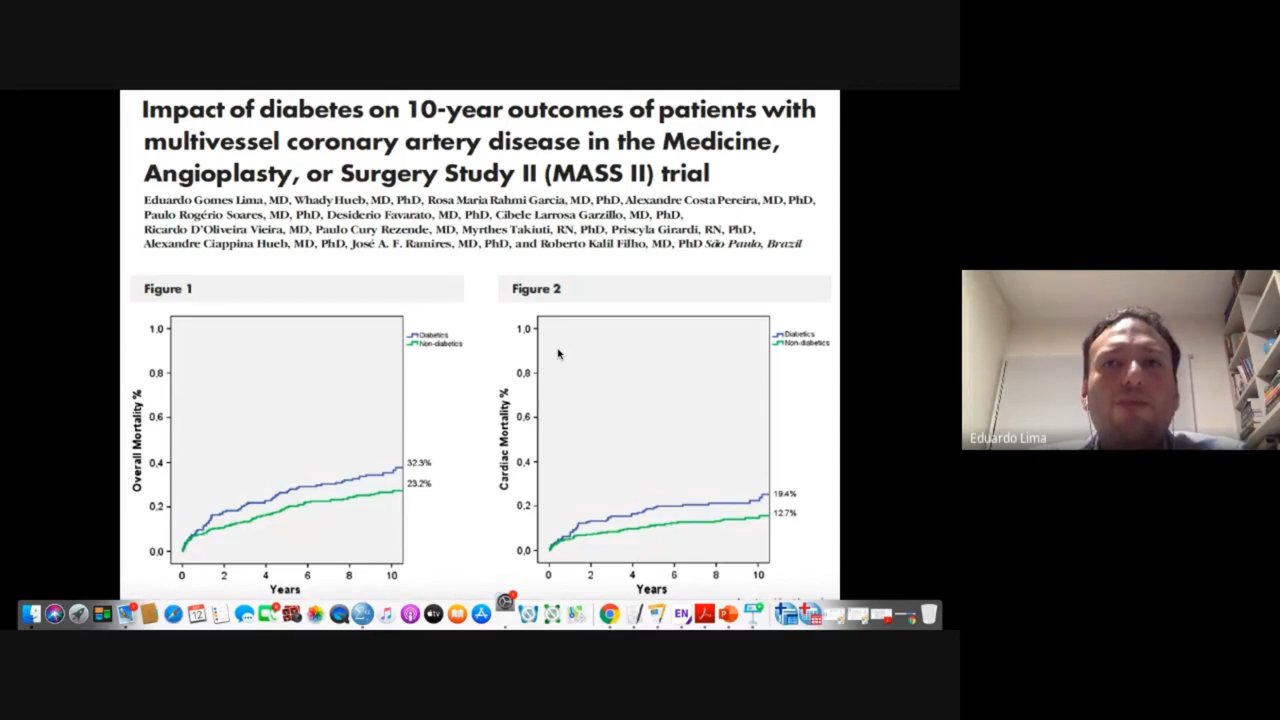 Impact of diabetes on 10-year outcomes of patients with
multivessel coronary artery disease in the Medicine,
Angioplasty, or Surgery Study II (MASS II) trial
Eduardo Gomes Lima, MD, Whady Hueb, MD, PhD, Rosa Maria Rahmi Garcia, MD, PhD, Alexandre Costa Pereira, MD, PhD,
Paulo Rogério Soares, MD, PhD, Desiderio Favarato, MD, PhD, Cibele Larrosa Garzillo, MD, PhD,
Ricardo D'Oliveira Vieira, MD, Paulo Cury Rezende, MD, Myrthes Takiuti, RN, PhD, Priscyla Girardi, RN, PhD,
Alexandre Ciappina Hueb, MD, PhD, José A. F. Ramires, MD, PhD, and Roberto Kalil Filho, MD, PhD São Paulo, Brazil
Figure 1
Overall Mortality %
1,0
0,8
0,6
0,4
0,2
0,0
0 2 4 6 8 10
Years
Diabetics
Non-diabetics
32.3%
23.2%
Figure 2
Cardiac Mortality %
1,0
0,8
0,6
0,4
0,2
0,0
0 2 4 6 8 10
Years
Diabetics
Non-diabetics
19.4%
12.7%
Eduardo Lima
12
tv
EN